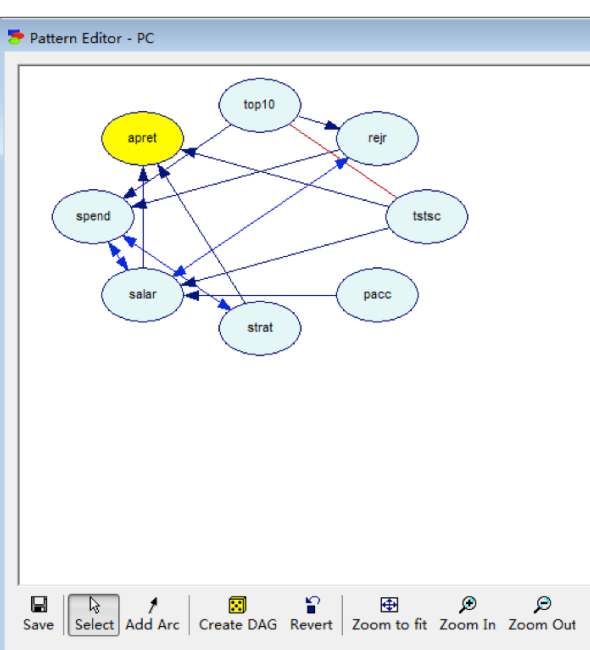 Pattern Editor - PC
top10
apret
rejr
spend
tstsc
salar
pacc
strat
Save Select Add Arc Create DAG Revert Zoom to fit Zoom In Zoom Out